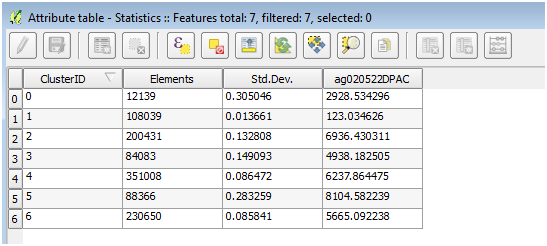 Attribute table - Statistics :: Features total: 7, filtered: 7, selected: 0
ClusterID Elements Std.Dev. ag020522DPAC
0 0 12139 0.305046 2928.534296
1 1 108039 0.013661 123.034626
2 2 200431 0.132808 6936.430311
3 3 84083 0.149093 4938.182505
4 4 351008 0.086472 6237.864475
5 5 88366 0.283259 8104.582239
6 6 230650 0.085841 5665.092238